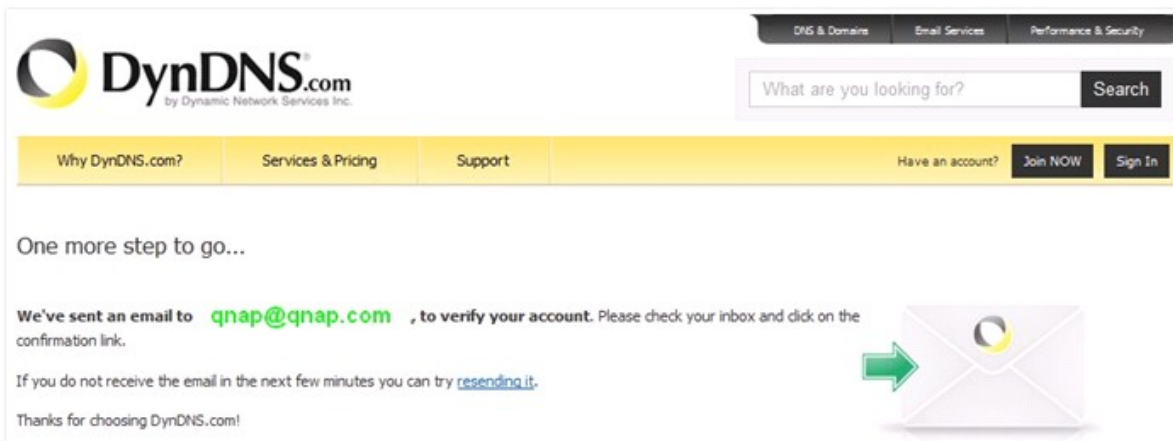 DNS & Domains Email Services Performance & Security
DynDNS.com
by Dynamic Network Services Inc.
What are you looking for? Search
Why DynDNS.com? Services & Pricing Support Have an account? Join NOW Sign In
One more step to go...
We've sent an email to qnap@qnap.com , to verify your account. Please check your inbox and click on the
confirmation link.
If you do not receive the email in the next few minutes you can try resending it.
Thanks for choosing DynDNS.com!